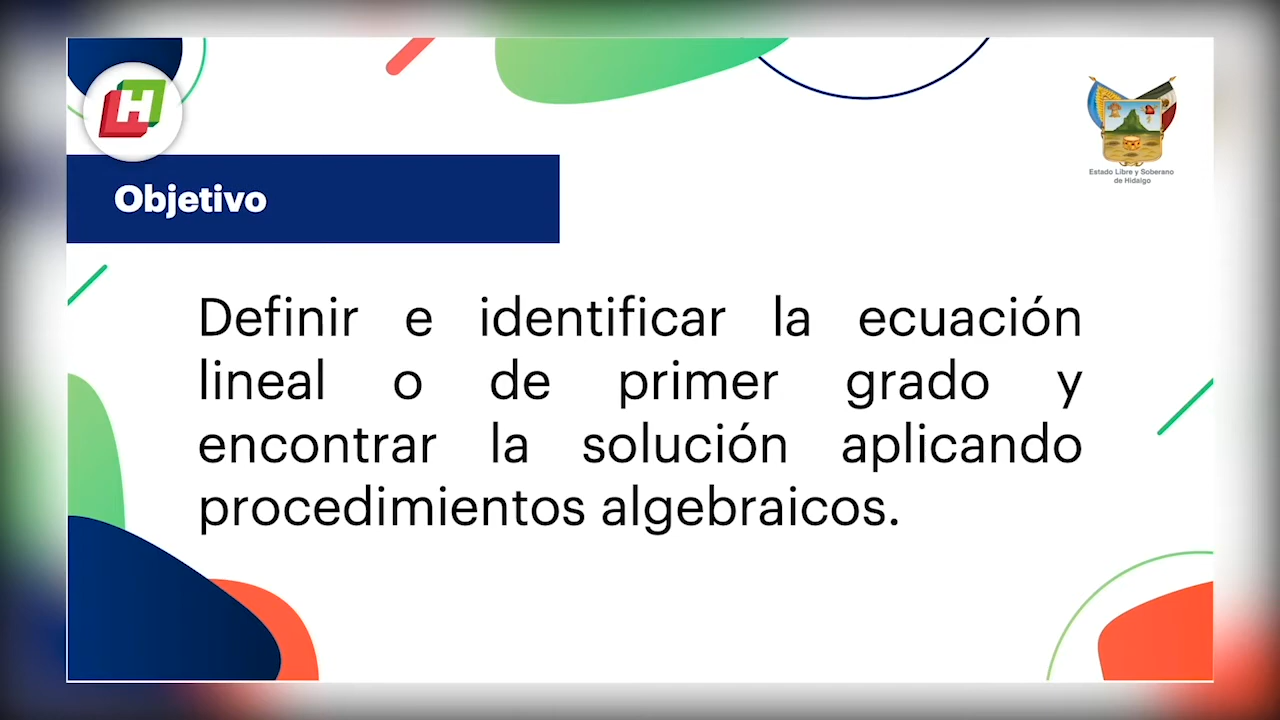 H
Estado Libre y Soberano
de Hidalgo
Objetivo
Definir e identificar la ecuación
lineal o de primer grado y
encontrar la solución aplicando
procedimientos algebraicos.